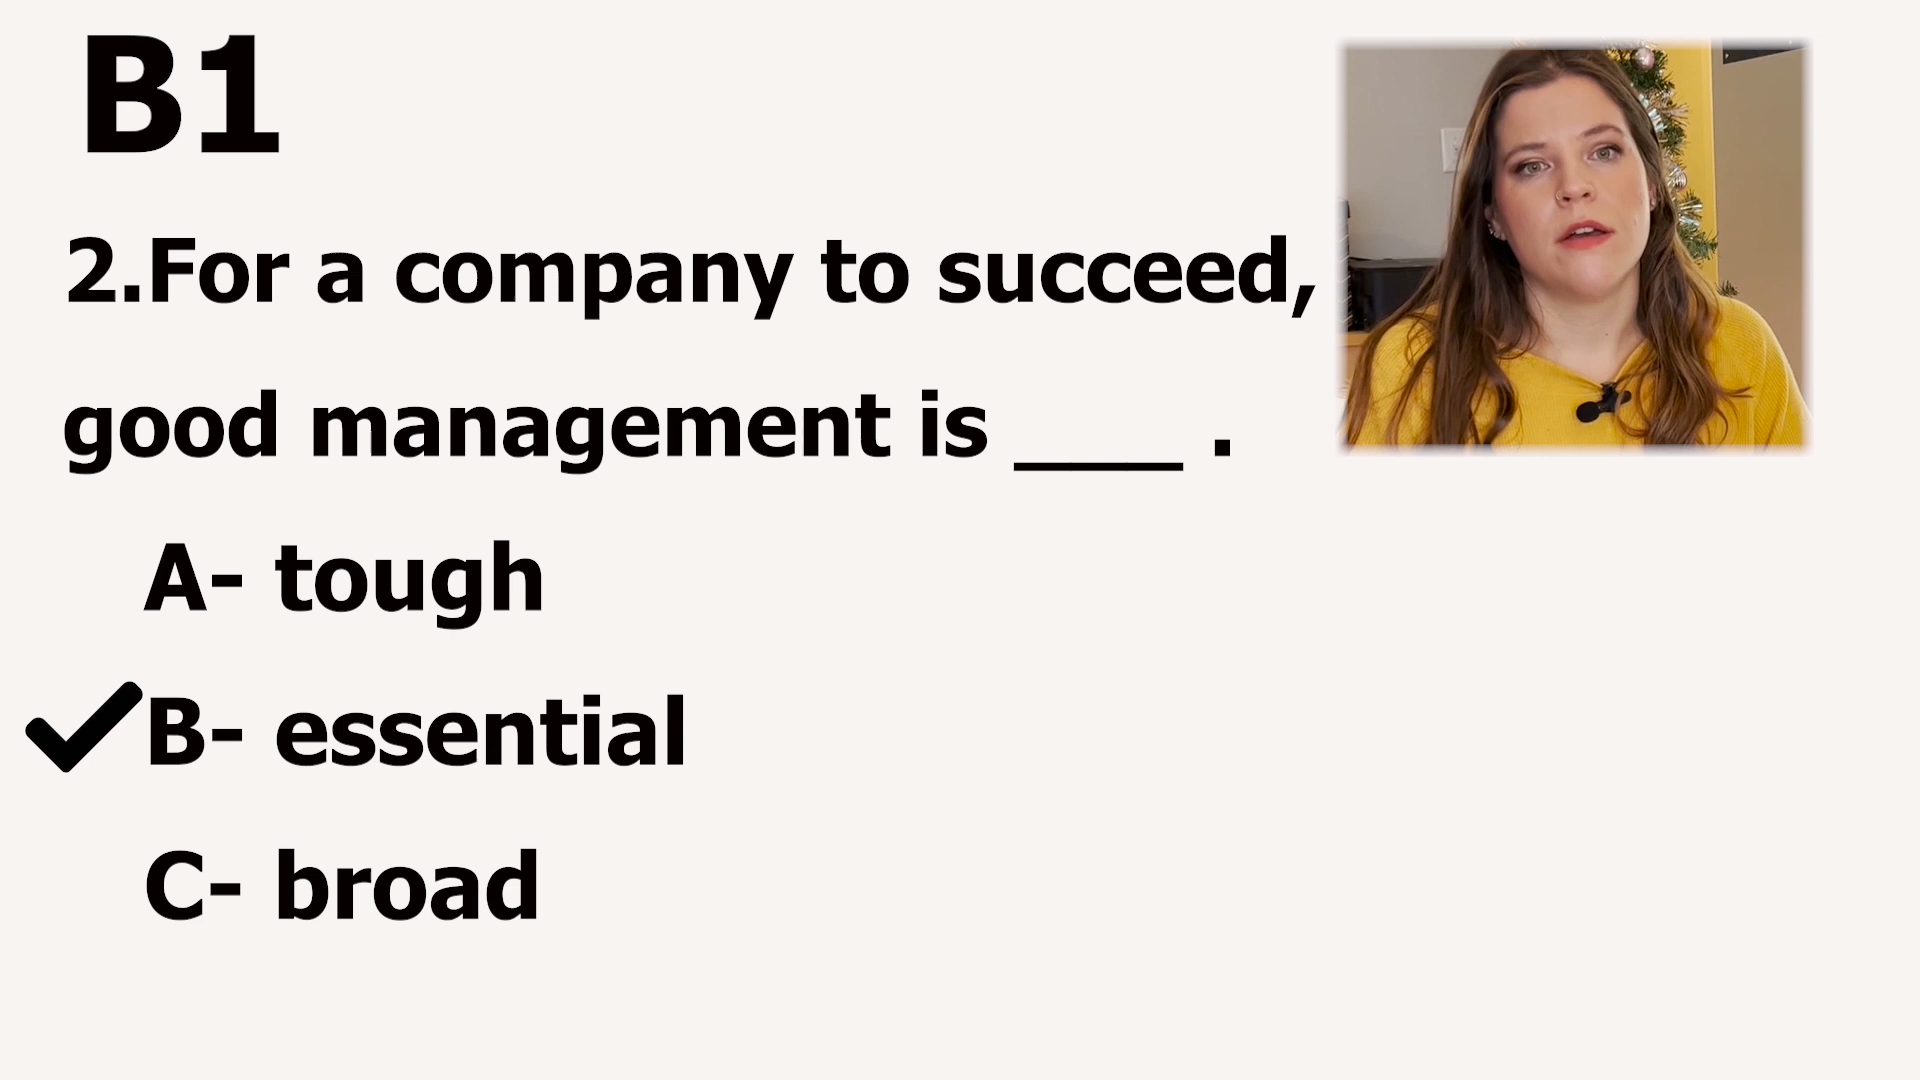 B1
2.For a company to succeed,
good management is ___ .
A- tough
B- essential
C- broad